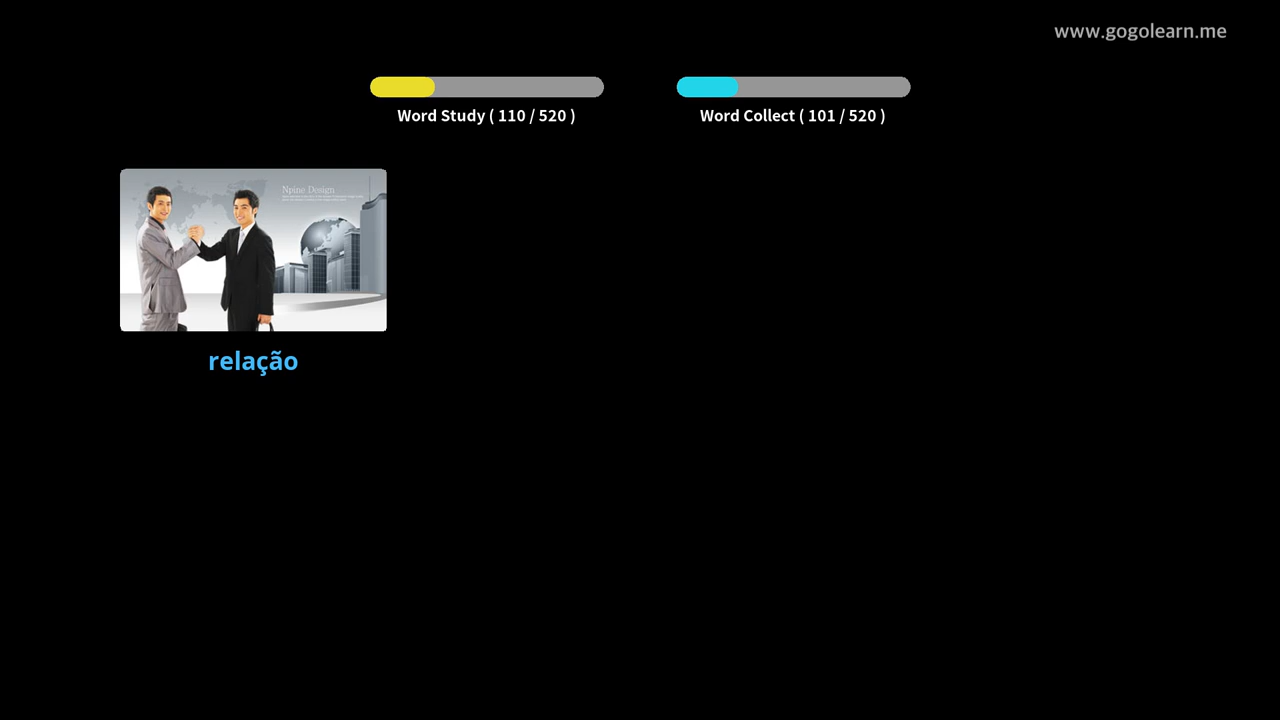 www.gogolearn.me
Word Study ( 110 / 520 )
Word Collect ( 101 / 520 )
Npine Design
relação